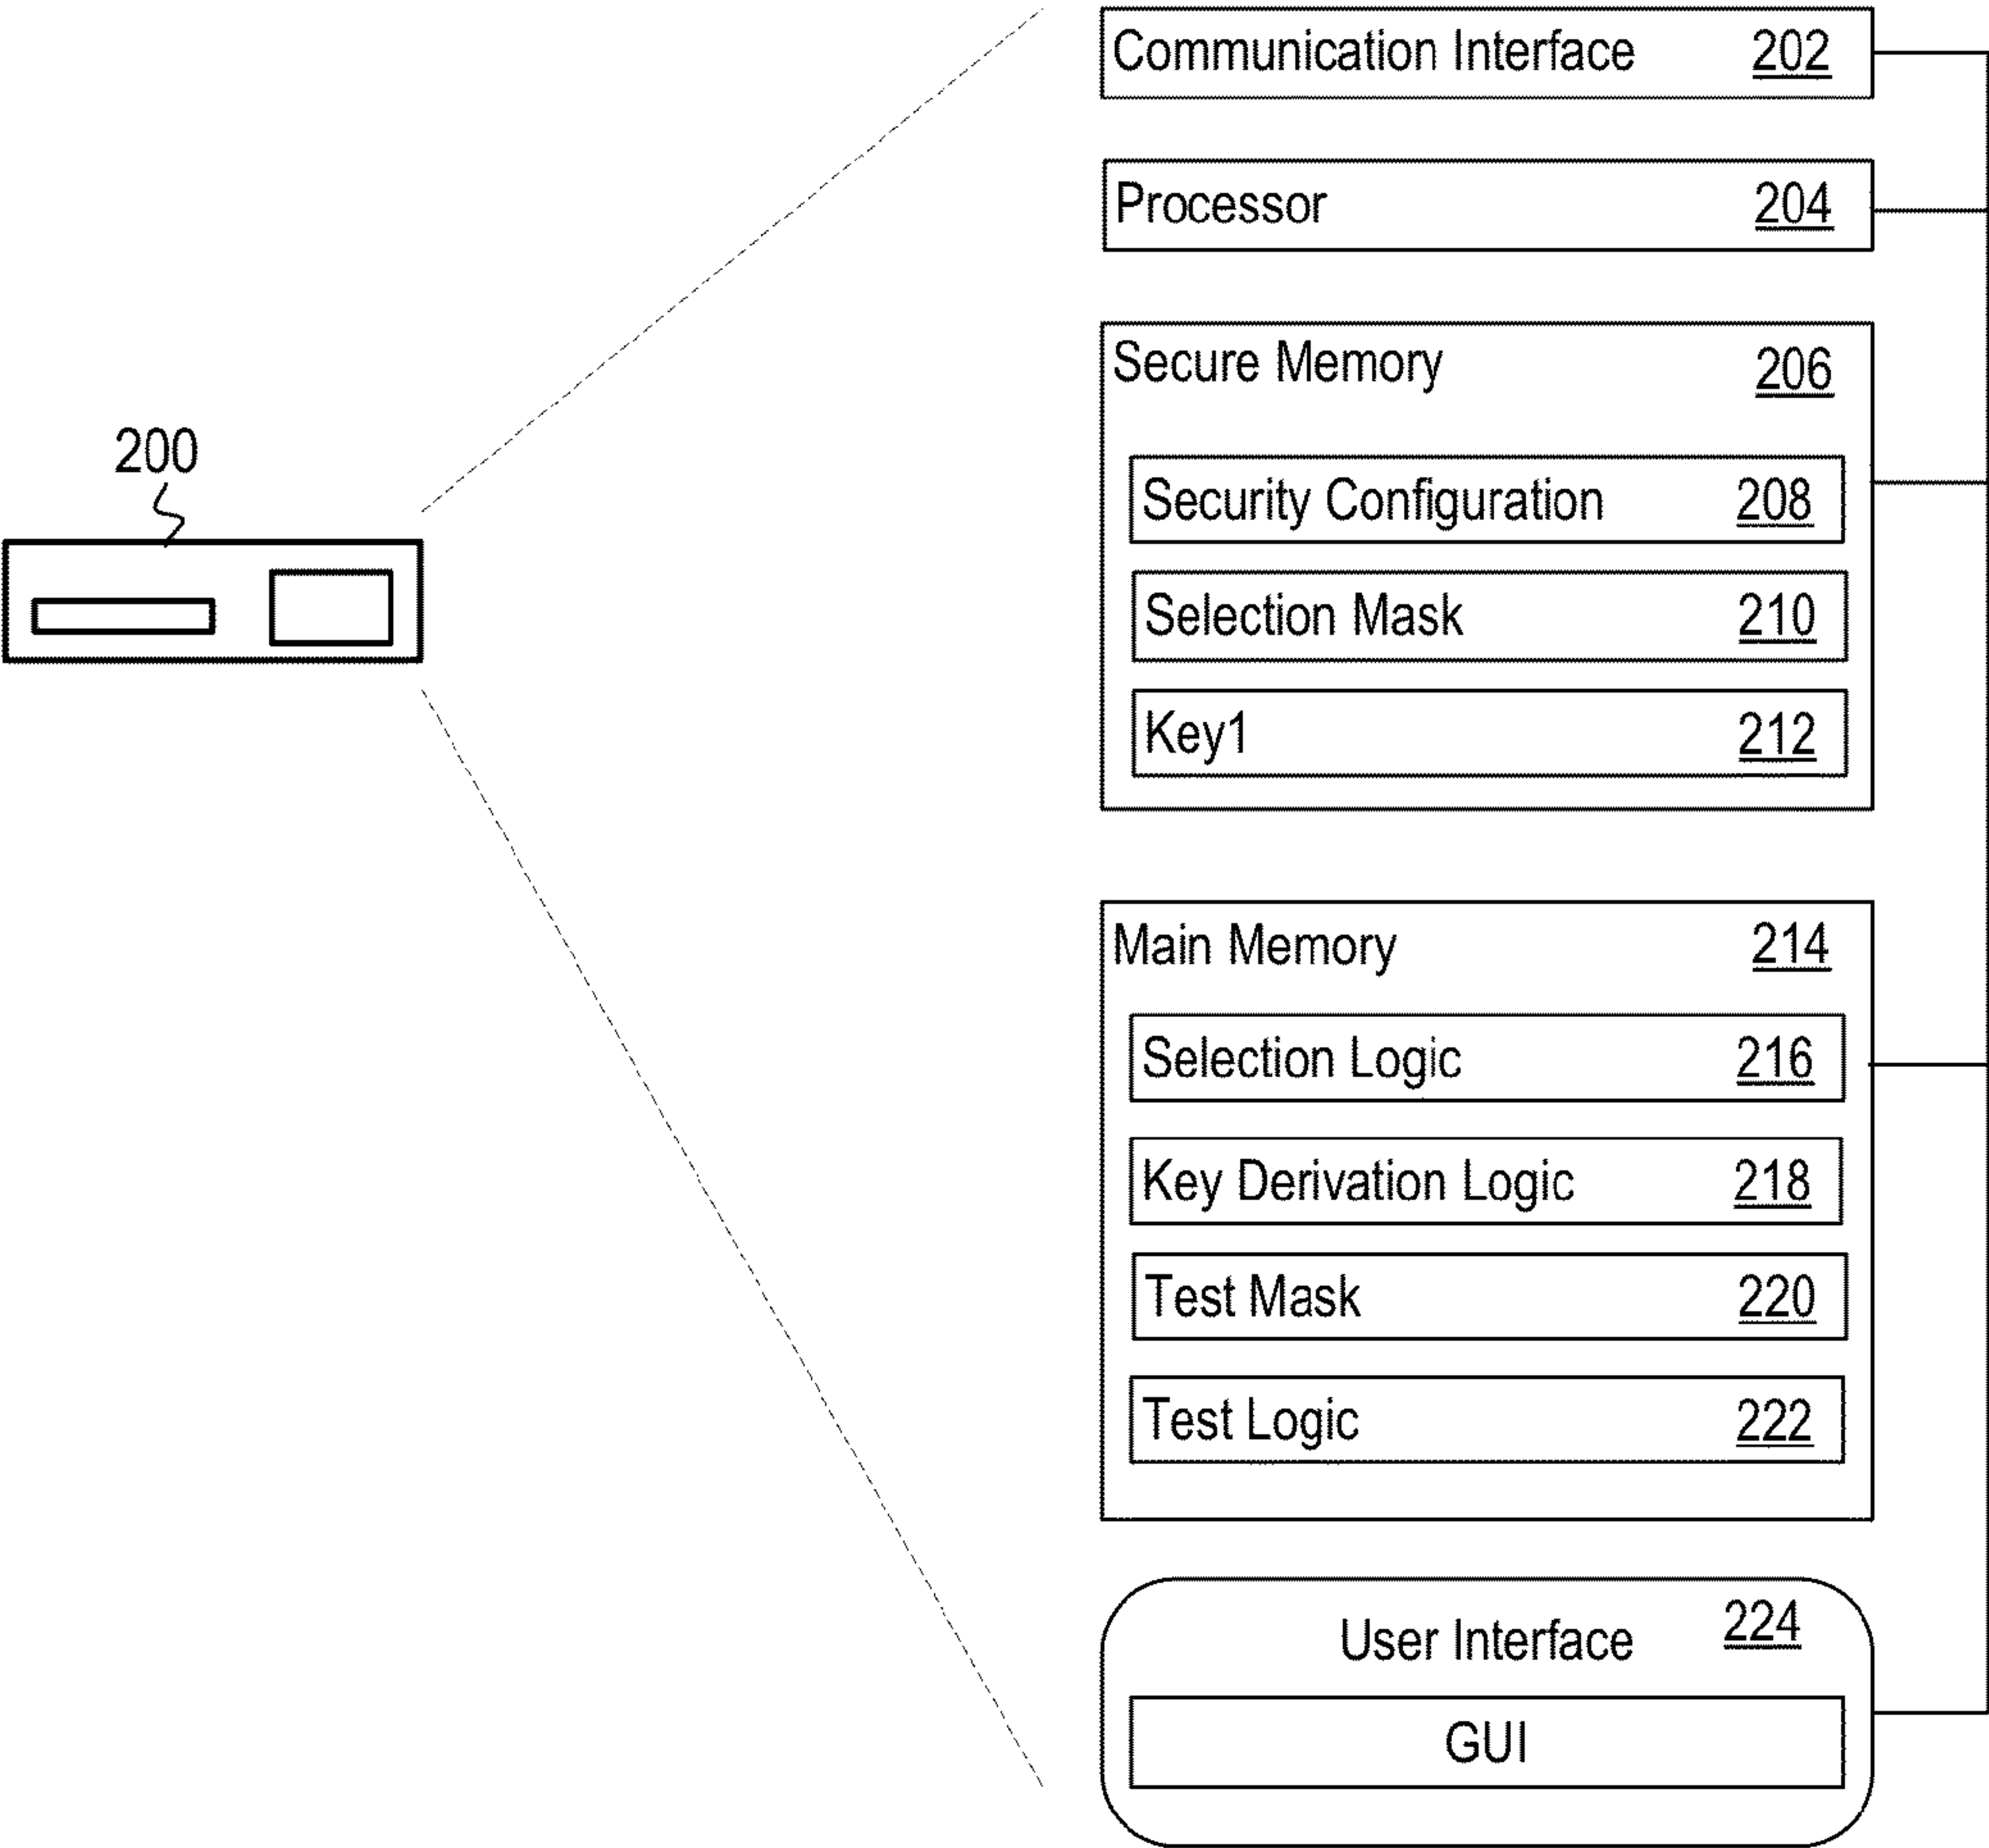 200
Communication Interface 202
Processor 204
Secure Memory 206
Security Configuration 208
Selection Mask 210
Key1 212
Main Memory 214
Selection Logic 216
Key Derivation Logic 218
Test Mask 220
Test Logic 222
User Interface 224
GUI